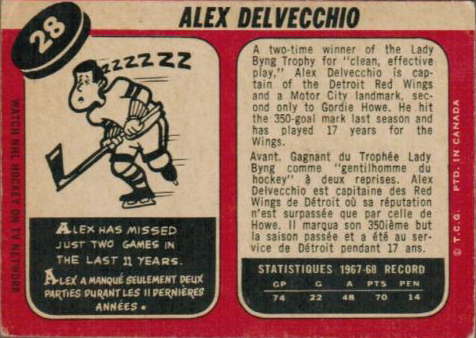 ALEX DELVECCHIO
28
ZZZZZZZ
WATCH NHL HOCKEY ON TV NETWORK
ALEX HAS MISSED
JUST TWO GAMES IN
THE LAST 11 YEARS.
ALEX A MANQUÉ SEULEMENT DEUX
PARTIES DURANT LES 11 DERNIÈRES
ANNÉES.
A two-time winner of the Lady
Byng Trophy for "clean, effective
play," Alex Delvecchio is cap-
tain of the Detroit Red Wings
and a Motor City landmark, sec-
ond only to Gordie Howe. He hit
the 350-goal mark last season and
has played 17 years for the
Wings.
Avant. Gagnant du Trophée Lady
Byng comme "gentilhomme du
hockey" à deux reprises. Alex
Delvecchio est capitaine des Red
Wings de Détroit où sa réputation
n'est surpassée que par celle de
Howe. Il marqua son 350ième but
la saison passée et a été au ser-
vice de Détroit pendant 17 ans.
STATISTIQUES 1967-68 RECORD
GP G A PTS PEN
74 22 48 70 14
© T.C.G. PTD. IN CANADA